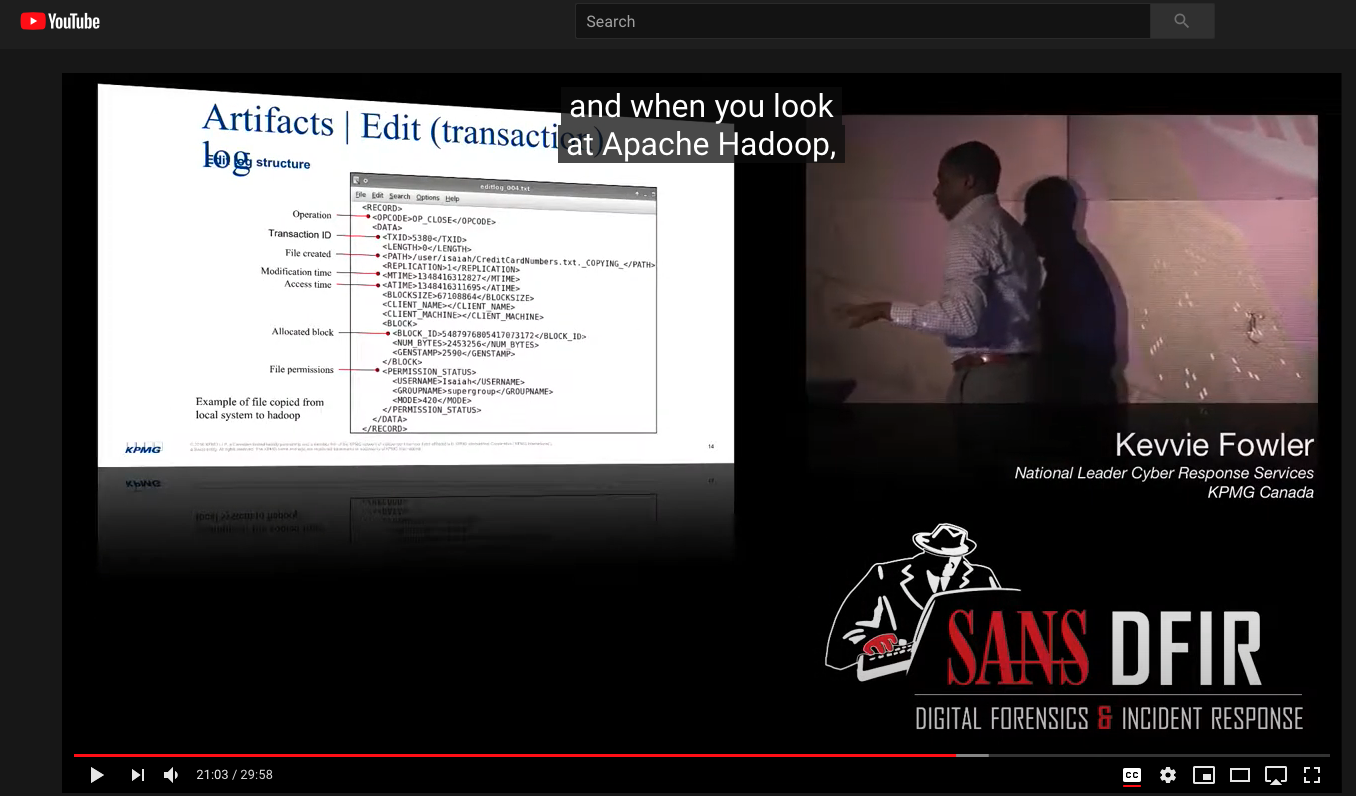 YouTube
Search
and when you look
at Apache Hadoop,
Artifacts | Edit (transaction)
log
Edit log structure
editlog_004.txt
File Edit Search Options Help
<RECORD>
Operation
<OPCODE>OP_CLOSE</OPCODE>
<DATA>
Transaction ID
<TXID>5380</TXID>
<LENGTH>0</LENGTH>
File created
<PATH>/user/isaiah/CreditCardNumbers.txt._COPYING_</PATH>
<REPLICATION>1</REPLICATION>
Modification time
<MTIME>1348416312827</MTIME>
Access time
<ATIME>1348416311695</ATIME>
<BLOCKSIZE>67108864</BLOCKSIZE>
<CLIENT_NAME></CLIENT_NAME>
<CLIENT_MACHINE></CLIENT_MACHINE>
<BLOCK>
Allocated block
<BLOCK_ID>5487976805417073172</BLOCK_ID>
<NUM_BYTES>2453256</NUM_BYTES>
<GENSTAMP>2590</GENSTAMP>
</BLOCK>
File permissions
<PERMISSION_STATUS>
<USERNAME>Isaiah</USERNAME>
<GROUPNAME>supergroup</GROUPNAME>
<MODE>420</MODE>
</PERMISSION_STATUS>
</DATA>
</RECORD>
Example of file copied from
local system to hadoop
KPMG
14
Kevvie Fowler
National Leader Cyber Response Services
KPMG Canada
SANS DFIR
DIGITAL FORENSICS & INCIDENT RESPONSE
21:03 / 29:58
CC